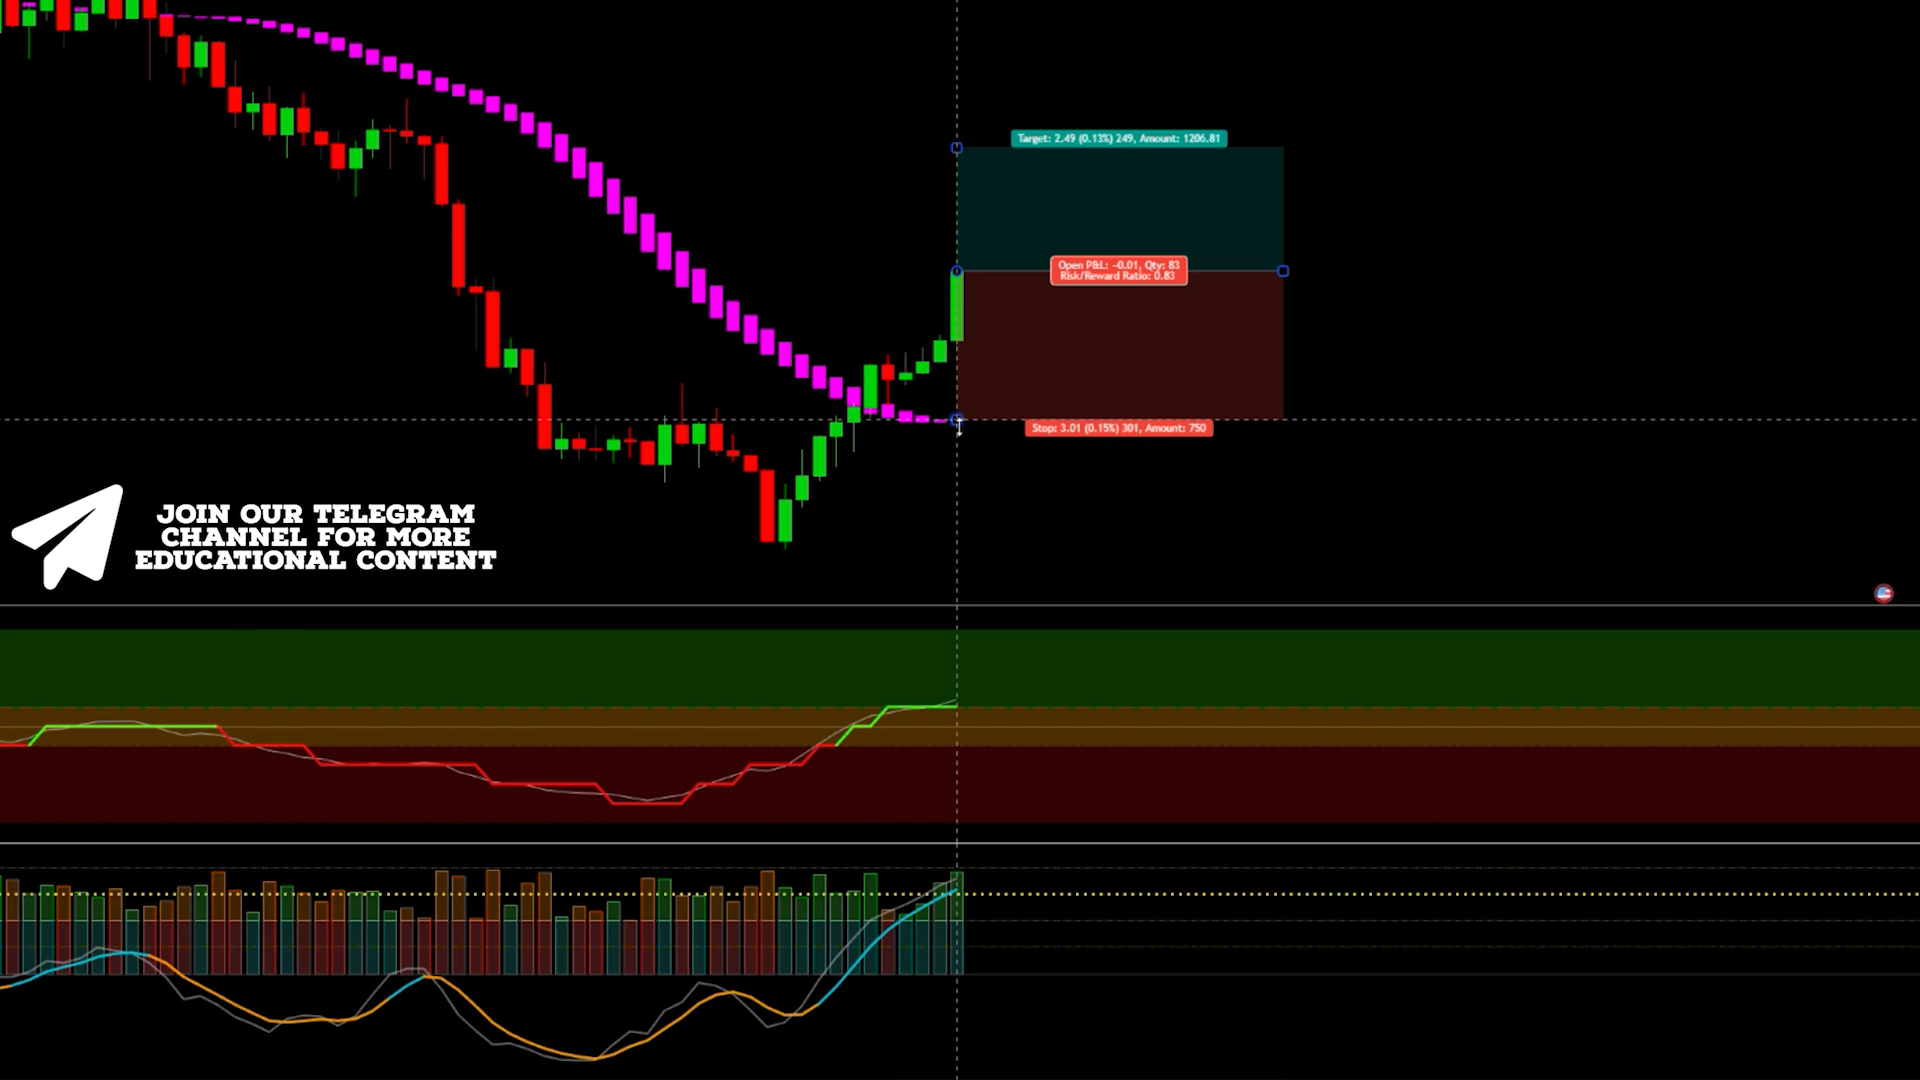 Target: 2.49 (0.13%) 249, Amount: 1206.81
Open P&L: -0.01, Qty: 83
Risk/Reward Ratio: 0.83
Stop: 3.01 (0.15%) 301, Amount: 750
JOIN OUR TELEGRAM
CHANNEL FOR MORE
EDUCATIONAL CONTENT